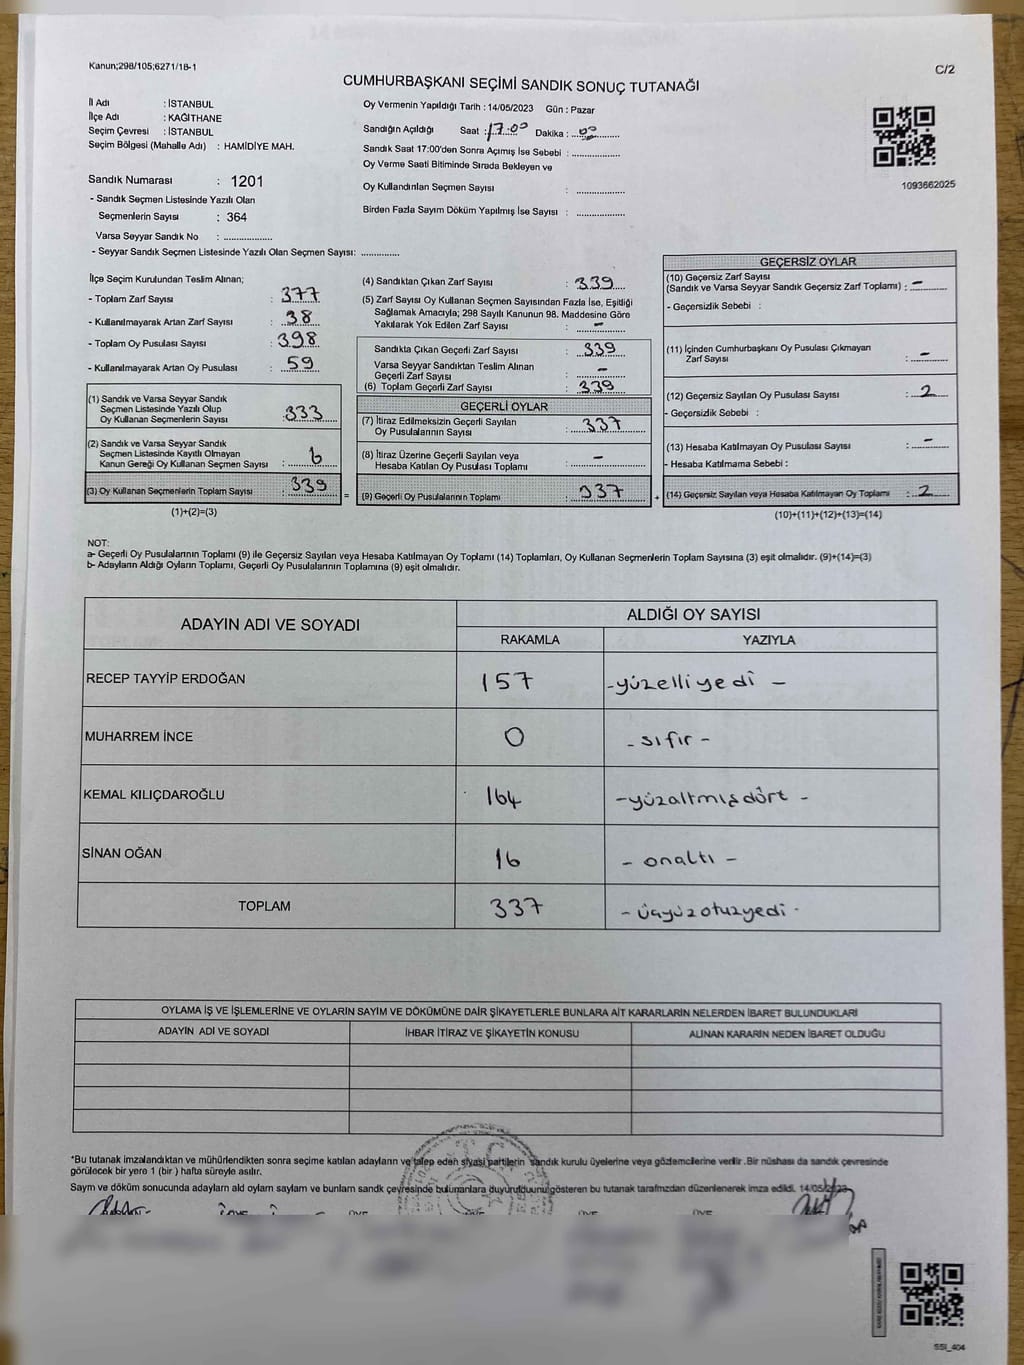 Kanun;298/105;6271/18-1
C/2
CUMHURBAŞKANI SEÇİMİ SANDIK SONUÇ TUTANAĞI
İl Adı : İSTANBUL
İlçe Adı : KAĞITHANE
Seçim Çevresi : İSTANBUL
Seçim Bölgesi (Mahalle Adı) : HAMİDİYE MAH.
Sandık Numarası : 1201
- Sandık Seçmen Listesinde Yazılı Olan
Seçmenlerin Sayısı : 364
Varsa Seyyar Sandık No : ..............
- Seyyar Sandık Seçmen Listesinde Yazılı Olan Seçmen Sayısı: ............
Oy Vermenin Yapıldığı Tarih : 14/05/2023 Gün : Pazar
Sandığın Açıldığı Saat : 17:00 Dakika : 00
Sandık Saat 17:00'den Sonra Açımış İse Sebebi : ..............
Oy Verme Saati Bitiminde Sırada Bekleyen ve
Oy Kullandırılan Seçmen Sayısı : ..............
Birden Fazla Sayım Döküm Yapılmış İse Sayısı : ..............
1093662025
İlçe Seçim Kurulundan Teslim Alınan;
- Toplam Zarf Sayısı : 377
- Kullanılmayarak Artan Zarf Sayısı : 38
- Toplam Oy Pusulası Sayısı : 398
- Kullanılmayarak Artan Oy Pusulası : 59
(1) Sandık ve Varsa Seyyar Sandık
Seçmen Listesinde Yazılı Olup
Oy Kullanan Seçmenlerin Sayısı : 333
(2) Sandık ve Varsa Seyyar Sandık
Seçmen Listesinde Kayıtlı Olmayan
Kanun Gereği Oy Kullanan Seçmen Sayısı : 6
(3) Oy Kullanan Seçmenlerin Toplam Sayısı : 339
(1)+(2)=(3)
(4) Sandıktan Çıkan Zarf Sayısı : 339
(5) Zarf Sayısı Oy Kullanan Seçmen Sayısından Fazla İse, Eşitliği
Sağlamak Amacıyla; 298 Sayılı Kanunun 98. Maddesine Göre
Yakılarak Yok Edilen Zarf Sayısı : -
Sandıkta Çıkan Geçerli Zarf Sayısı : 339
Varsa Seyyar Sandıktan Teslim Alınan
Geçerli Zarf Sayısı : -
(6) Toplam Geçerli Zarf Sayısı : 339
GEÇERLİ OYLAR
(7) İtiraz Edilmeksizin Geçerli Sayılan
Oy Pusulalarının Sayısı : 337
(8) İtiraz Üzerine Geçerli Sayılan veya
Hesaba Katılan Oy Pusulası Toplamı : -
= (9) Geçerli Oy Pusulalarının Toplamı : 337 +
GEÇERSİZ OYLAR
(10) Geçersiz Zarf Sayısı
(Sandık ve Varsa Seyyar Sandık Geçersiz Zarf Toplamı) : -
- Geçersizlik Sebebi :
(11) İçinden Cumhurbaşkanı Oy Pusulası Çıkmayan
Zarf Sayısı : -
(12) Geçersiz Sayılan Oy Pusulası Sayısı : 2
- Geçersizlik Sebebi :
(13) Hesaba Katılmayan Oy Pusulası Sayısı : -
- Hesaba Katılmama Sebebi :
(14) Geçersiz Sayılan veya Hesaba Katılmayan Oy Toplamı : 2
(10)+(11)+(12)+(13)=(14)
NOT:
a- Geçerli Oy Pusulalarının Toplamı (9) ile Geçersiz Sayılan veya Hesaba Katılmayan Oy Toplamı (14) Toplamları, Oy Kullanan Seçmenlerin Toplam Sayısına (3) eşit olmalıdır. (9)+(14)=(3)
b- Adayların Aldığı Oyların Toplamı, Geçerli Oy Pusulalarının Toplamına (9) eşit olmalıdır.
ADAYIN ADI VE SOYADI
ALDIĞI OY SAYISI
RAKAMLA YAZIYLA
RECEP TAYYİP ERDOĞAN 157 -yüzelliyedi -
MUHARREM İNCE 0 - sıfır -
KEMAL KILIÇDAROĞLU 164 -yüzaltmışdört -
SİNAN OĞAN 16 - onaltı -
TOPLAM 337 - üçyüzotuzyedi -
OYLAMA İŞ VE İŞLEMLERİNE VE OYLARIN SAYIM VE DÖKÜMÜNE DAİR ŞİKAYETLERLE BUNLARA AİT KARARLARIN NELERDEN İBARET BULUNDUKLARI
ADAYIN ADI VE SOYADI İHBAR İTİRAZ VE ŞİKAYETİN KONUSU ALINAN KARARIN NEDEN İBARET OLDUĞU
*Bu tutanak imzalandıktan ve mühürlendikten sonra seçime katılan adayların ve talep eden siyasi partilerin sandık kurulu üyelerine veya gözlemcilerine verilir .Bir nüshası da sandık çevresinde
görülecek bir yere 1 (bir ) hafta süreyle asılır.
Sayım ve döküm sonucunda adayların aldı oyların sayıları ve bunların sandk çevresinde bulunanlara duyurulduunu gösteren bu tutanak tarafmzdan düzenlenerek imza edildi. 14/05/2023
SSI_404